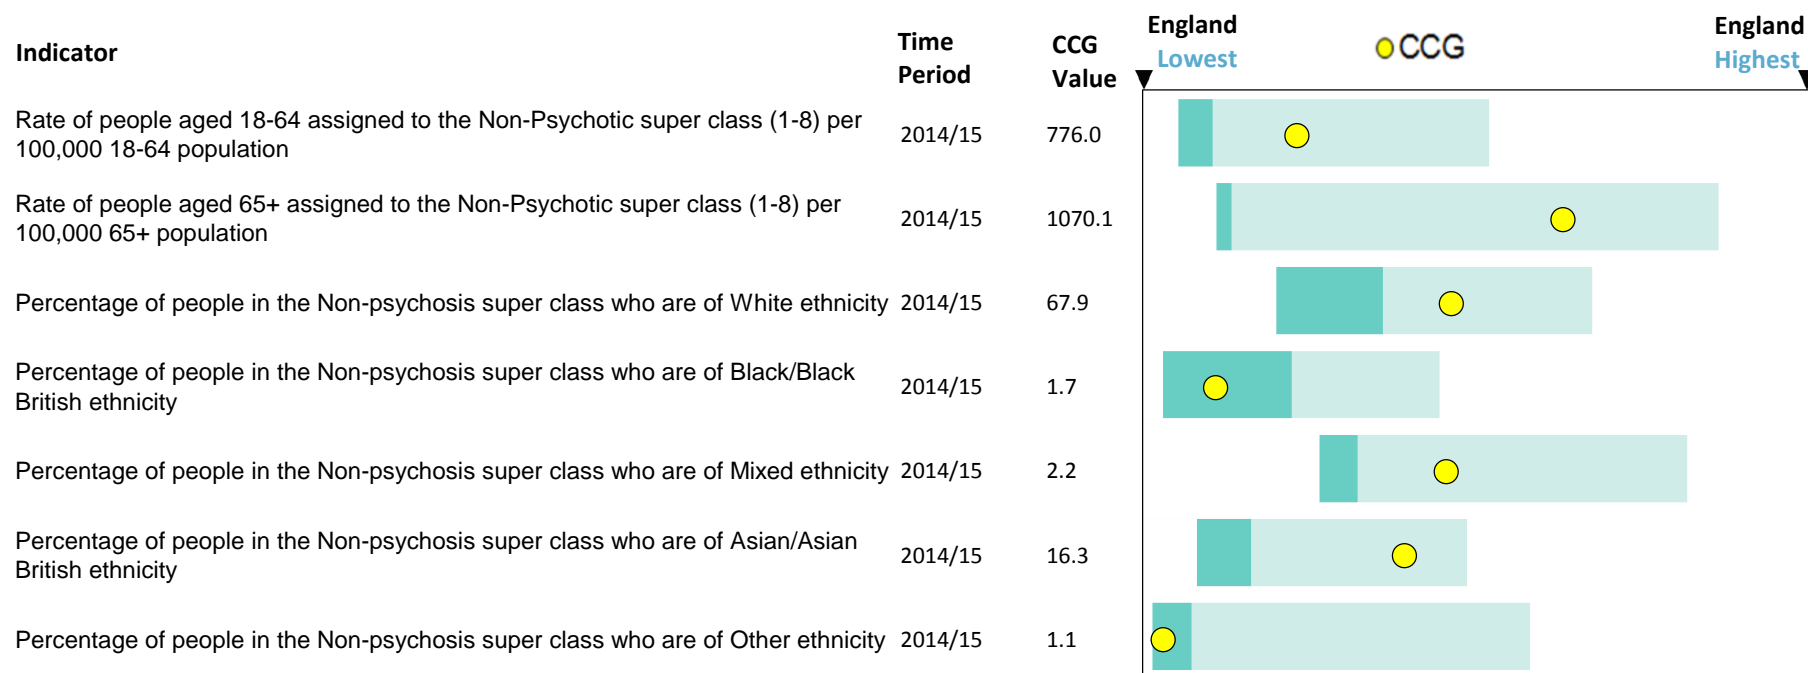 Indicator
Time
Period
CCG
Value
England
Lowest
CCG
England
Highest
Rate of people aged 18-64 assigned to the Non-Psychotic super class (1-8) per
100,000 18-64 population
2014/15
776.0
Rate of people aged 65+ assigned to the Non-Psychotic super class (1-8) per
100,000 65+ population
2014/15
1070.1
Percentage of people in the Non-psychosis super class who are of White ethnicity
2014/15
67.9
Percentage of people in the Non-psychosis super class who are of Black/Black
British ethnicity
2014/15
1.7
Percentage of people in the Non-psychosis super class who are of Mixed ethnicity
2014/15
2.2
Percentage of people in the Non-psychosis super class who are of Asian/Asian
British ethnicity
2014/15
16.3
Percentage of people in the Non-psychosis super class who are of Other ethnicity
2014/15
1.1